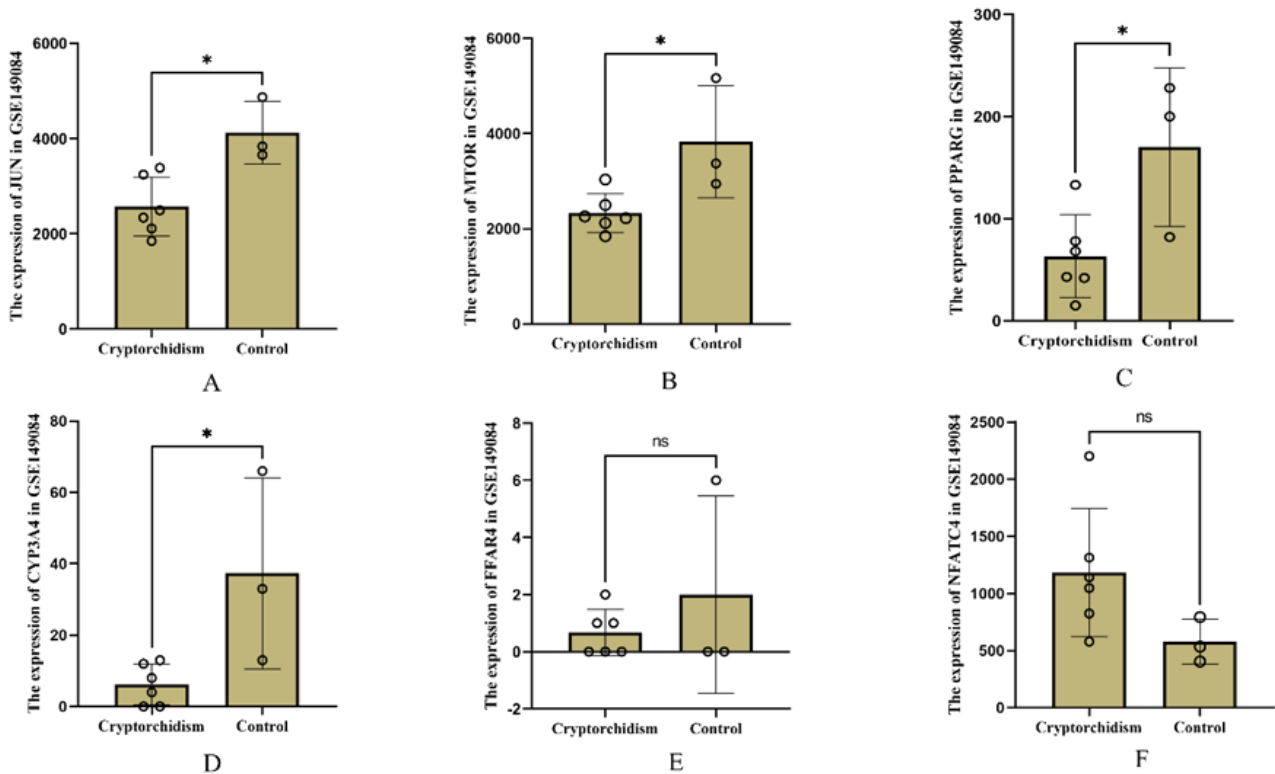 The expression of JUN in GSE149084
6000
4000
2000
0
*
Cryptorchidism
Control
A
The expression of MTOR in GSE149084
6000
4000
2000
0
*
Cryptorchidism
Control
B
The expression of PPARG in GSE149084
300
200
100
0
*
Cryptorchidism
Control
C
The expression of CYP3A4 in GSE149084
80
60
40
20
0
*
Cryptorchidism
Control
D
The expression of FFAR4 in GSE149084
8
6
4
2
0
-2
ns
Cryptorchidism
Control
E
The expression of NFATC4 in GSE149084
2500
2000
1500
1000
500
0
ns
Cryptorchidism
Control
F